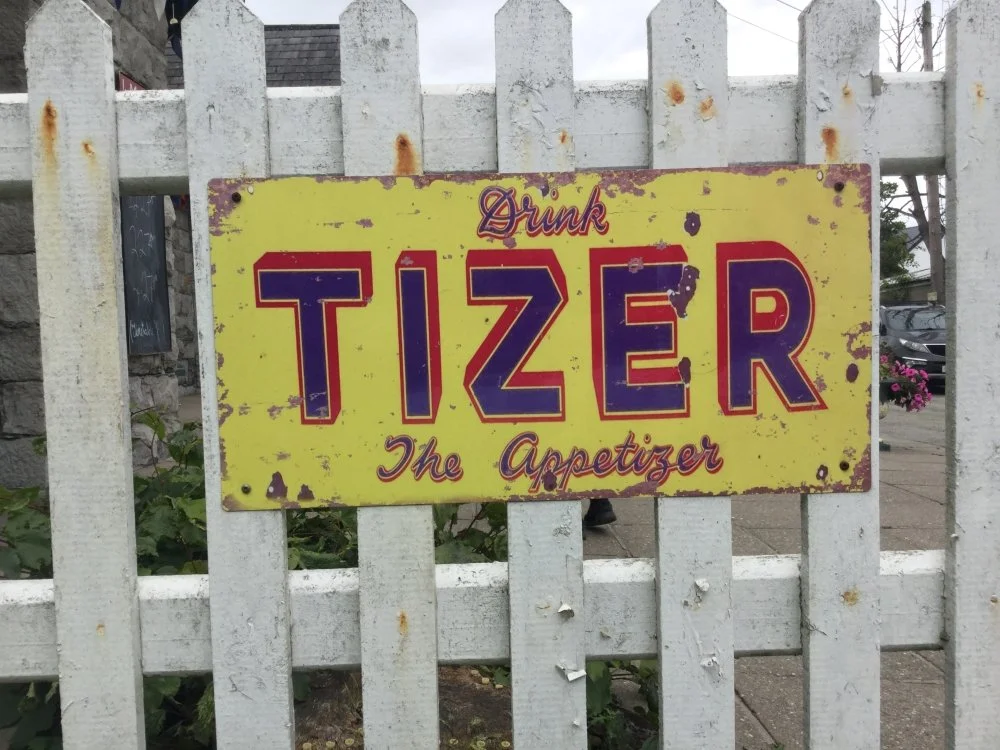 Drink
TIZER
The Appetizer